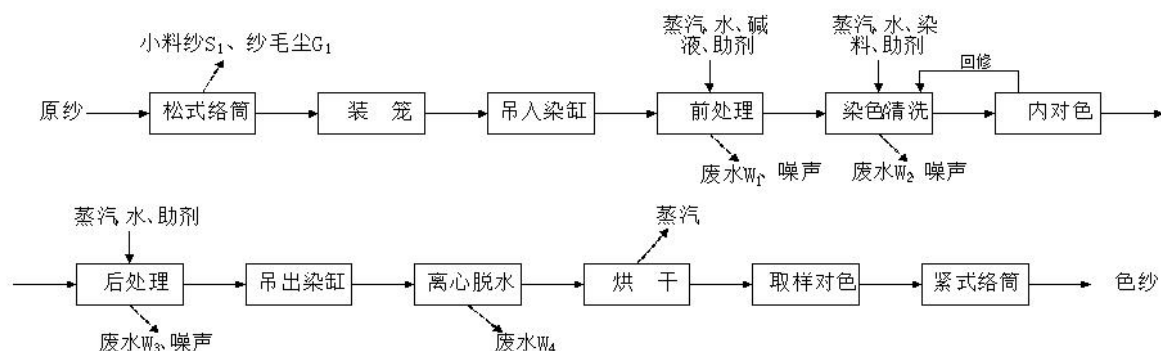 小料纱S₁、纱毛尘G₁
蒸汽、水、碱
液、助剂
蒸汽、水、染
料、助剂
回修
原纱
松式络筒
装 笼
吊入染缸
前处理
染色清洗
内对色
废水W₁、噪声
废水W₂、噪声
蒸汽、水、助剂
蒸汽
后处理
吊出染缸
离心脱水
烘 干
取样对色
紧式络筒
色纱
废水W₃、噪声
废水W₄